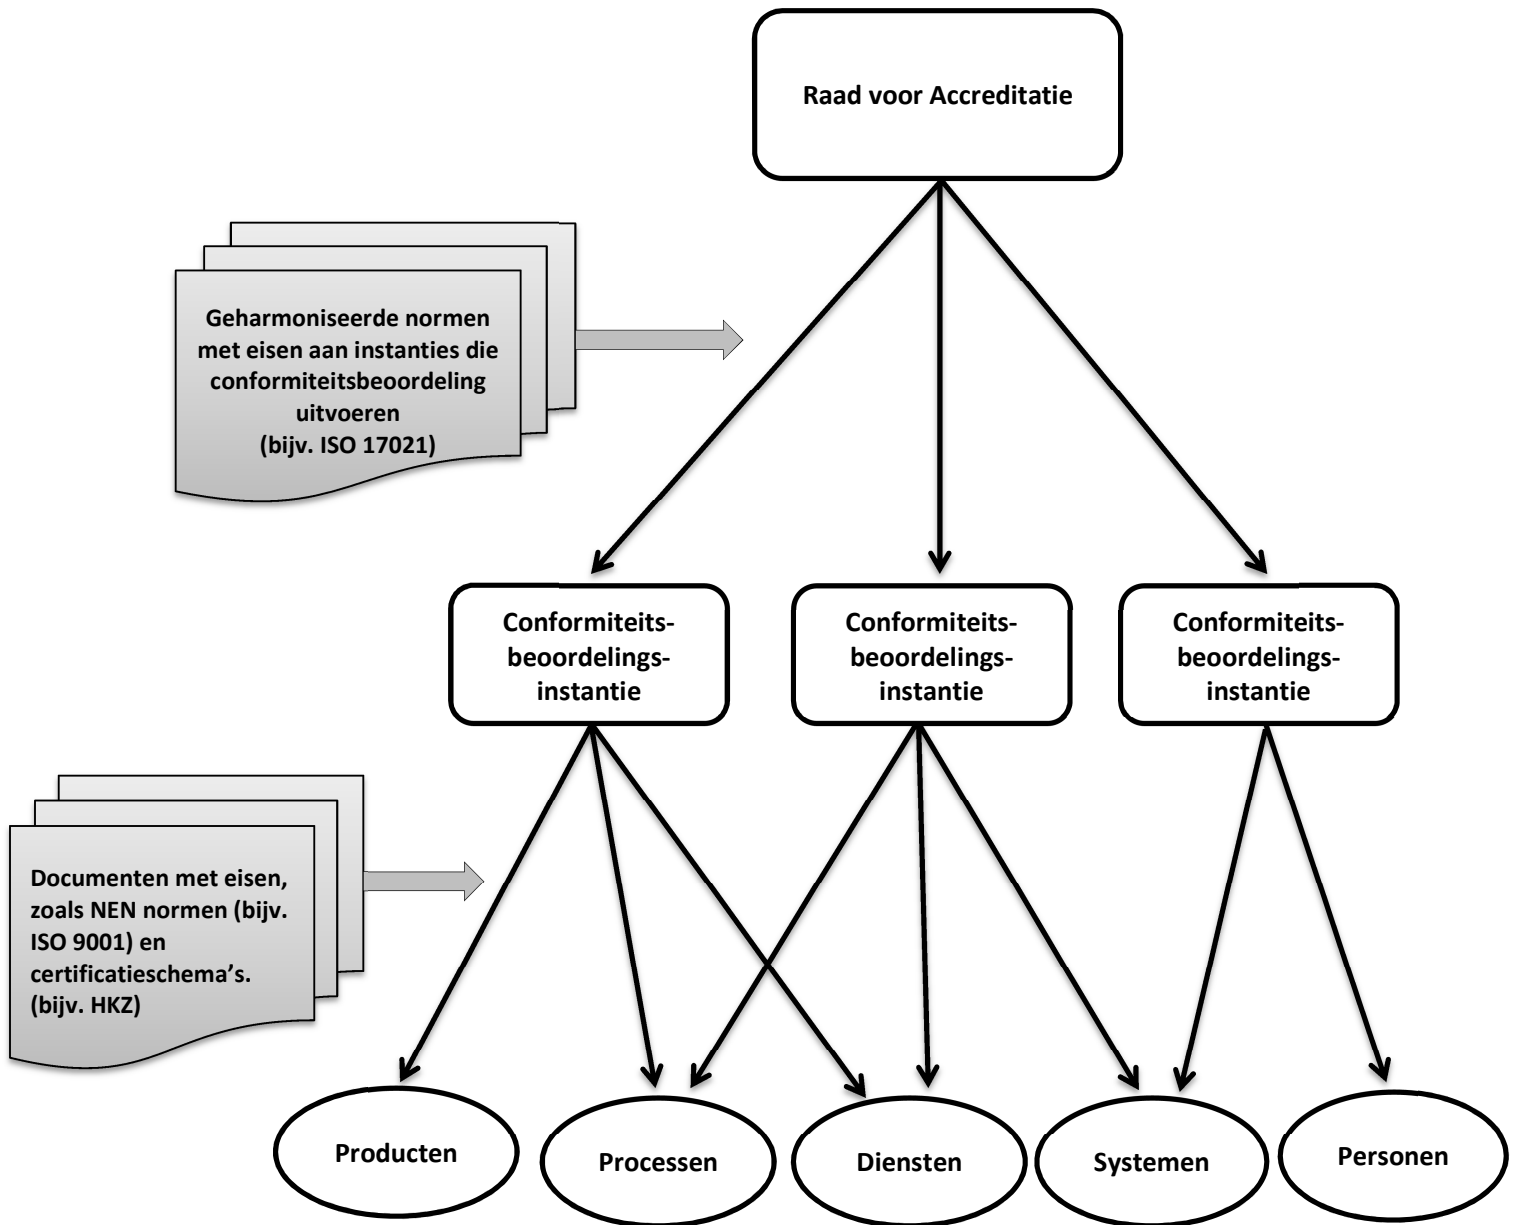 Raad voor Accreditatie
Geharmoniseerde normen
met eisen aan instanties die
conformiteitsbeoordeling
uitvoeren
(bijv. ISO 17021)
Conformiteits-
beoordelings-
instantie
Conformiteits-
beoordelings-
instantie
Conformiteits-
beoordelings-
instantie
Documenten met eisen,
zoals NEN normen (bijv.
ISO 9001) en
certificatieschema’s.
(bijv. HKZ)
Producten
Processen
Diensten
Systemen
Personen